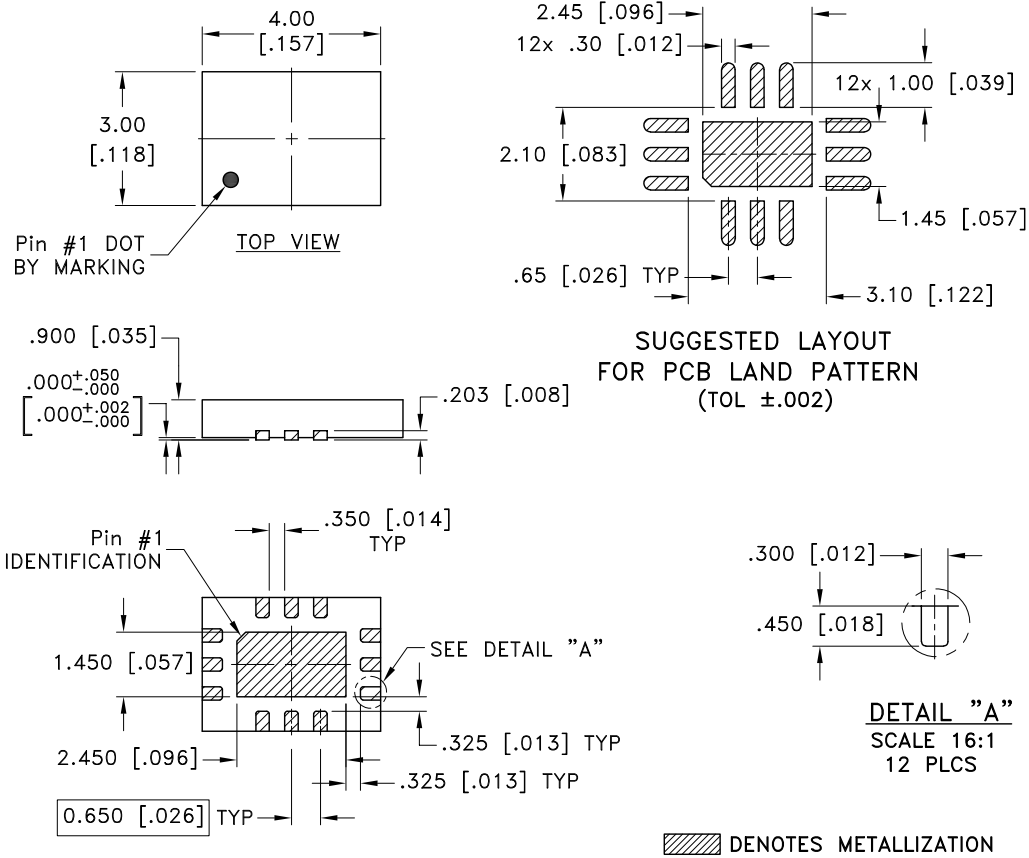 4.00
[.157]
3.00
[.118]
Pin #1 DOT
BY MARKING
TOP VIEW
2.45 [.096]
12x .30 [.012]
12x 1.00 [.039]
2.10 [.083]
1.45 [.057]
.65 [.026] TYP
3.10 [.122]
SUGGESTED LAYOUT
FOR PCB LAND PATTERN
(TOL ±.002)
.900 [.035]
.000 +.050 -.000
[.000 +.002 -.000]
.203 [.008]
.350 [.014]
TYP
Pin #1
IDENTIFICATION
1.450 [.057]
SEE DETAIL "A"
2.450 [.096]
.325 [.013] TYP
.325 [.013] TYP
0.650 [.026] TYP
.300 [.012]
.450 [.018]
DETAIL "A"
SCALE 16:1
12 PLCS
DENOTES METALLIZATION